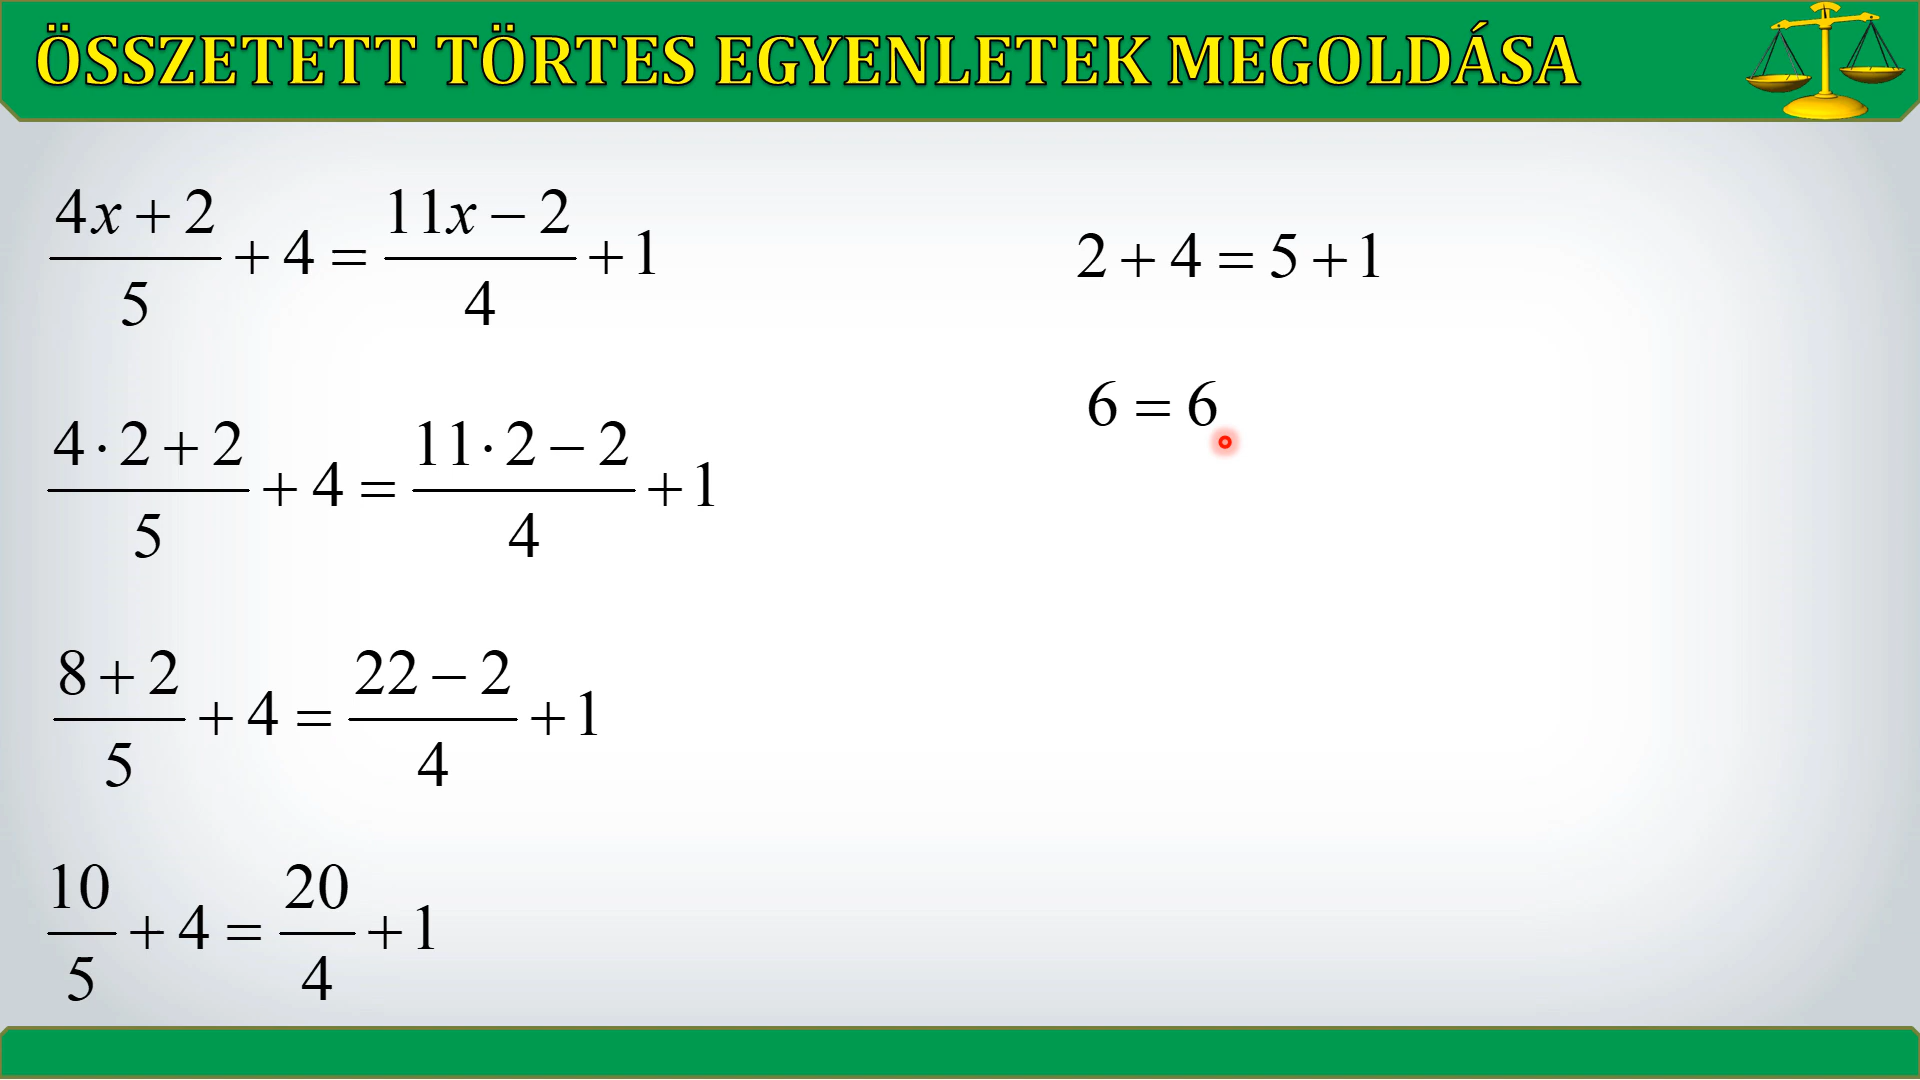 ÖSSZETETT TÖRTES EGYENLETEK MEGOLDÁSA
(4x + 2)/5 + 4 = (11x − 2)/4 + 1
(4 · 2 + 2)/5 + 4 = (11 · 2 − 2)/4 + 1
(8 + 2)/5 + 4 = (22 − 2)/4 + 1
10/5 + 4 = 20/4 + 1
2 + 4 = 5 + 1
6 = 6